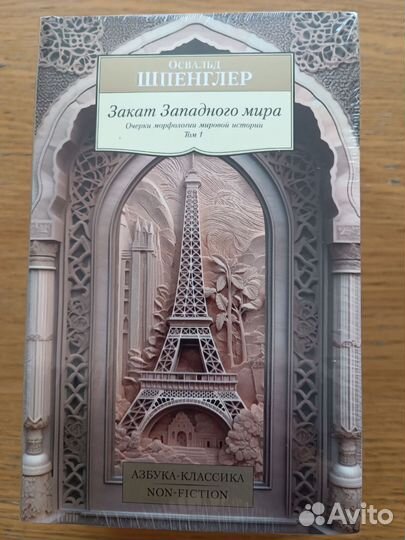 Освальд
ШПЕНГЛЕР
Закат Западного мира
Очерки морфологии мировой истории
Том 1
АЗБУКА-КЛАССИКА
NON-FICTION
Avito